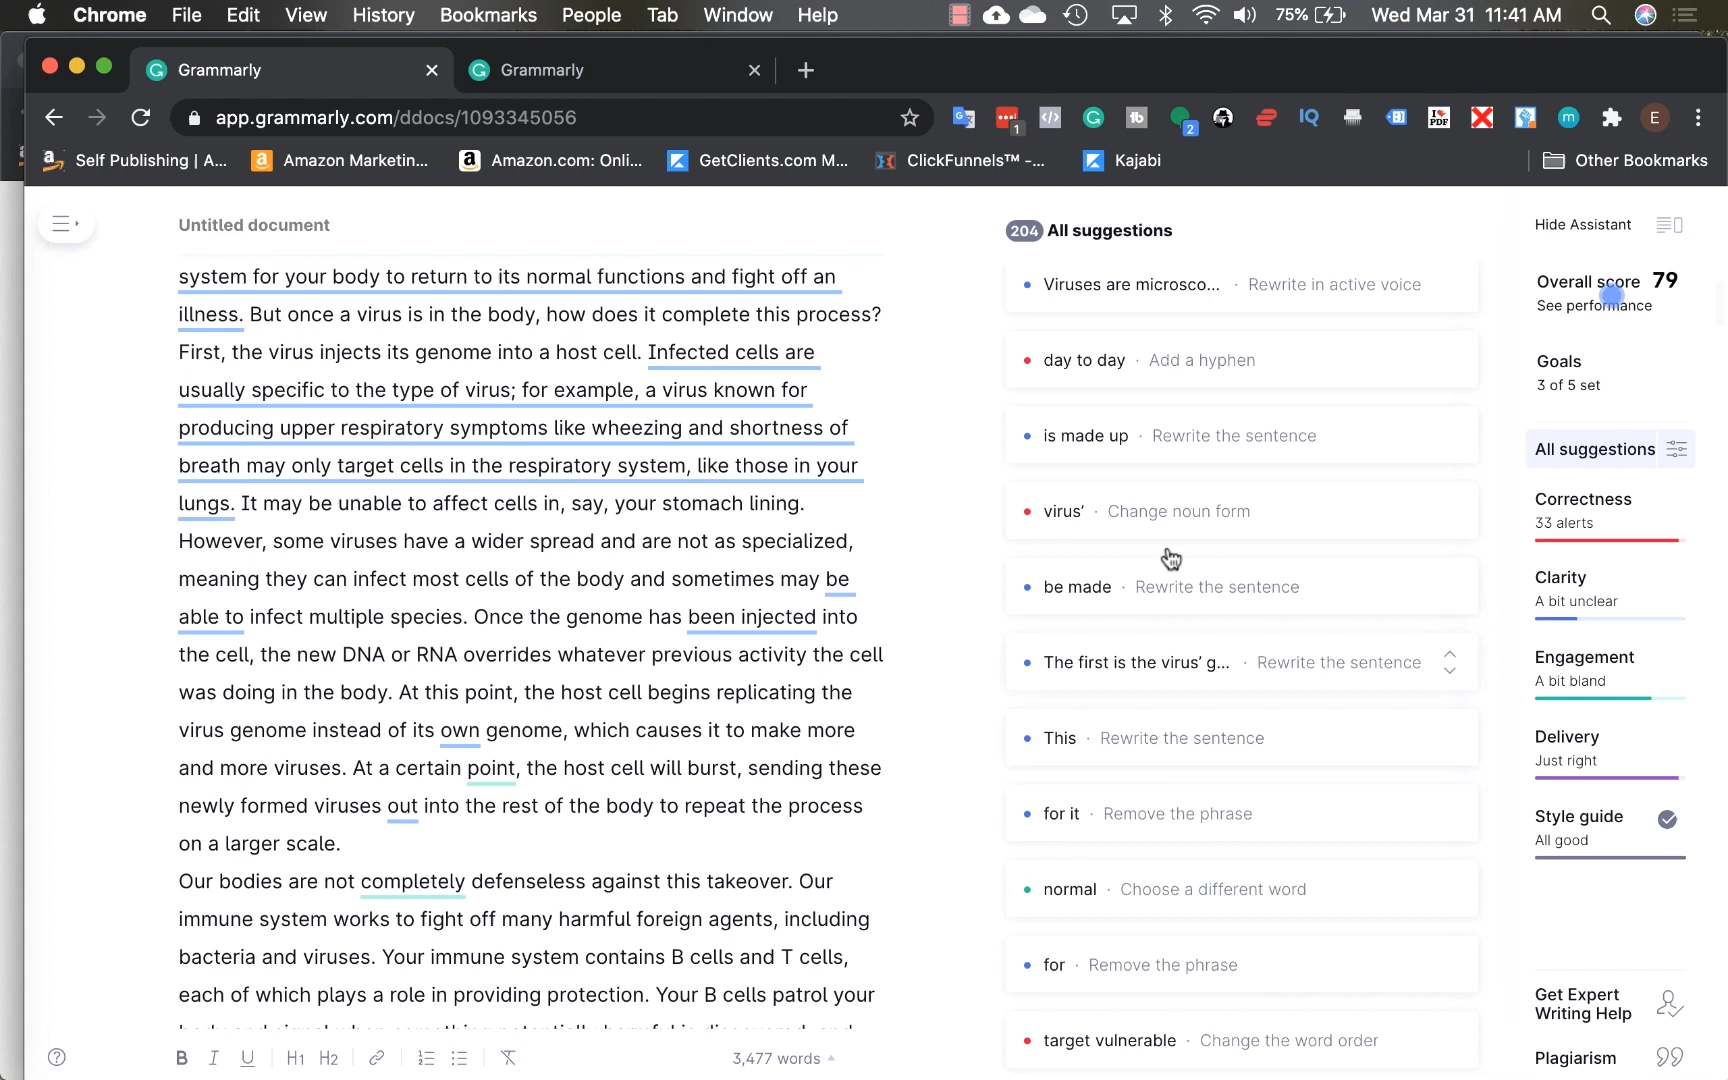 Chrome File Edit View History Bookmarks People Tab Window Help 75% Wed Mar 31 11:41 AM
Grammarly Grammarly
app.grammarly.com/ddocs/1093345056
1 2 IQ
Self Publishing | A... Amazon Marketin... Amazon.com: Onli... GetClients.com M... ClickFunnels™ -... Kajabi Other Bookmarks
Untitled document
system for your body to return to its normal functions and fight off an
illness. But once a virus is in the body, how does it complete this process?
First, the virus injects its genome into a host cell. Infected cells are
usually specific to the type of virus; for example, a virus known for
producing upper respiratory symptoms like wheezing and shortness of
breath may only target cells in the respiratory system, like those in your
lungs. It may be unable to affect cells in, say, your stomach lining.
However, some viruses have a wider spread and are not as specialized,
meaning they can infect most cells of the body and sometimes may be
able to infect multiple species. Once the genome has been injected into
the cell, the new DNA or RNA overrides whatever previous activity the cell
was doing in the body. At this point, the host cell begins replicating the
virus genome instead of its own genome, which causes it to make more
and more viruses. At a certain point, the host cell will burst, sending these
newly formed viruses out into the rest of the body to repeat the process
on a larger scale.
Our bodies are not completely defenseless against this takeover. Our
immune system works to fight off many harmful foreign agents, including
bacteria and viruses. Your immune system contains B cells and T cells,
each of which plays a role in providing protection. Your B cells patrol your
B I U H1 H2 3,477 words
204 All suggestions
Viruses are microsco... · Rewrite in active voice
day to day · Add a hyphen
is made up · Rewrite the sentence
virus’ · Change noun form
be made · Rewrite the sentence
The first is the virus’ g... · Rewrite the sentence
This · Rewrite the sentence
for it · Remove the phrase
normal · Choose a different word
for · Remove the phrase
target vulnerable · Change the word order
Hide Assistant
Overall score 79
See performance
Goals
3 of 5 set
All suggestions
Correctness
33 alerts
Clarity
A bit unclear
Engagement
A bit bland
Delivery
Just right
Style guide
All good
Get Expert
Writing Help
Plagiarism